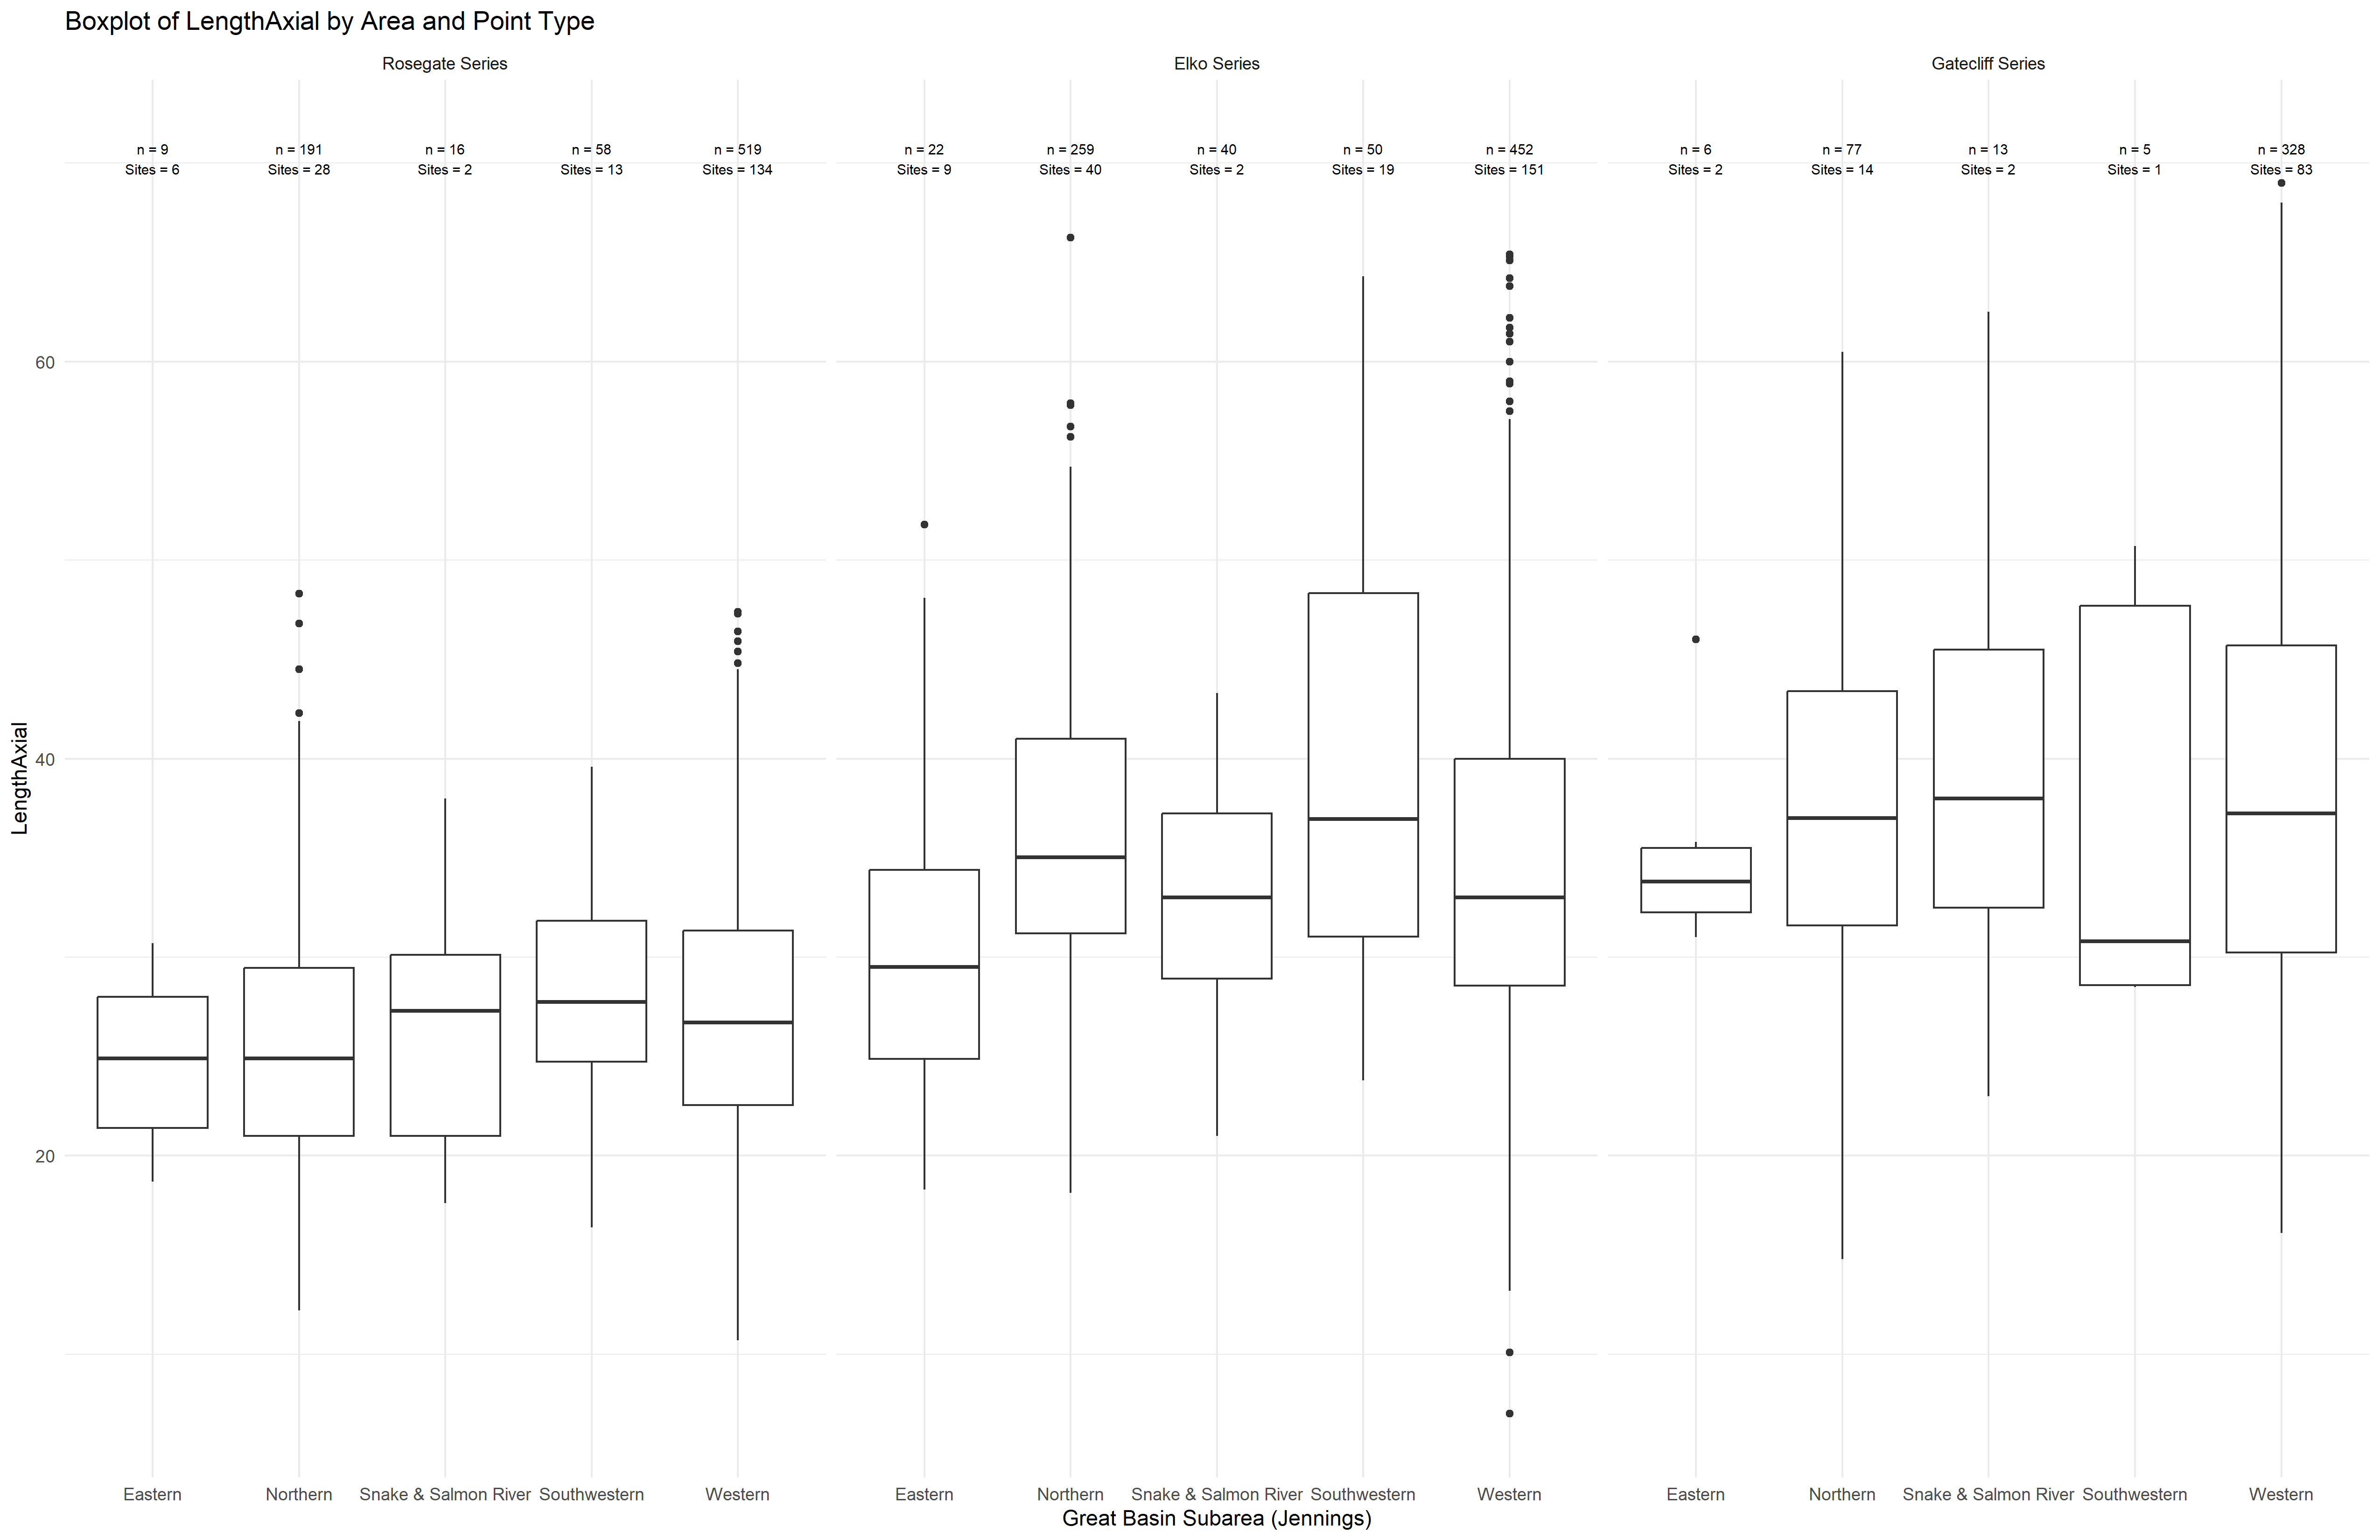 Boxplot of LengthAxial by Area and Point Type
Rosegate Series
Elko Series
Gatecliff Series
n = 9
Sites = 6
n = 191
Sites = 28
n = 16
Sites = 2
n = 58
Sites = 13
n = 519
Sites = 134
n = 22
Sites = 9
n = 259
Sites = 40
n = 40
Sites = 2
n = 50
Sites = 19
n = 452
Sites = 151
n = 6
Sites = 2
n = 77
Sites = 14
n = 13
Sites = 2
n = 5
Sites = 1
n = 328
Sites = 83
60
40
20
LengthAxial
Eastern
Northern
Snake & Salmon River
Southwestern
Western
Eastern
Northern
Snake & Salmon River
Southwestern
Western
Eastern
Northern
Snake & Salmon River
Southwestern
Western
Great Basin Subarea (Jennings)